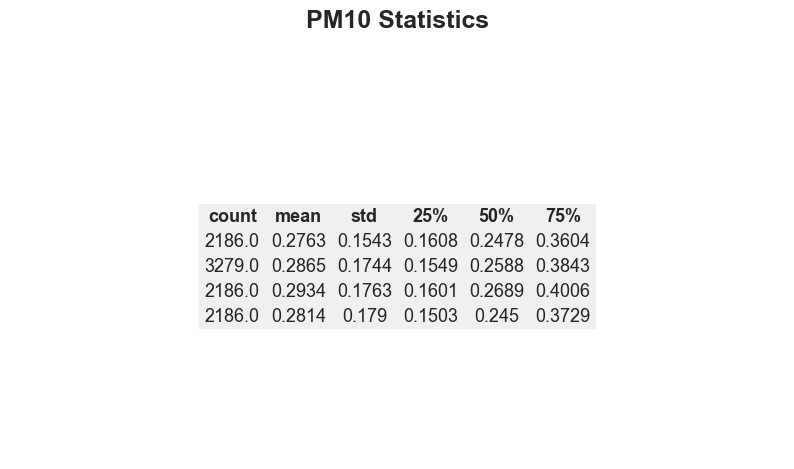 PM10 Statistics
count mean std 25% 50% 75%
2186.0 0.2763 0.1543 0.1608 0.2478 0.3604
3279.0 0.2865 0.1744 0.1549 0.2588 0.3843
2186.0 0.2934 0.1763 0.1601 0.2689 0.4006
2186.0 0.2814 0.179 0.1503 0.245 0.3729